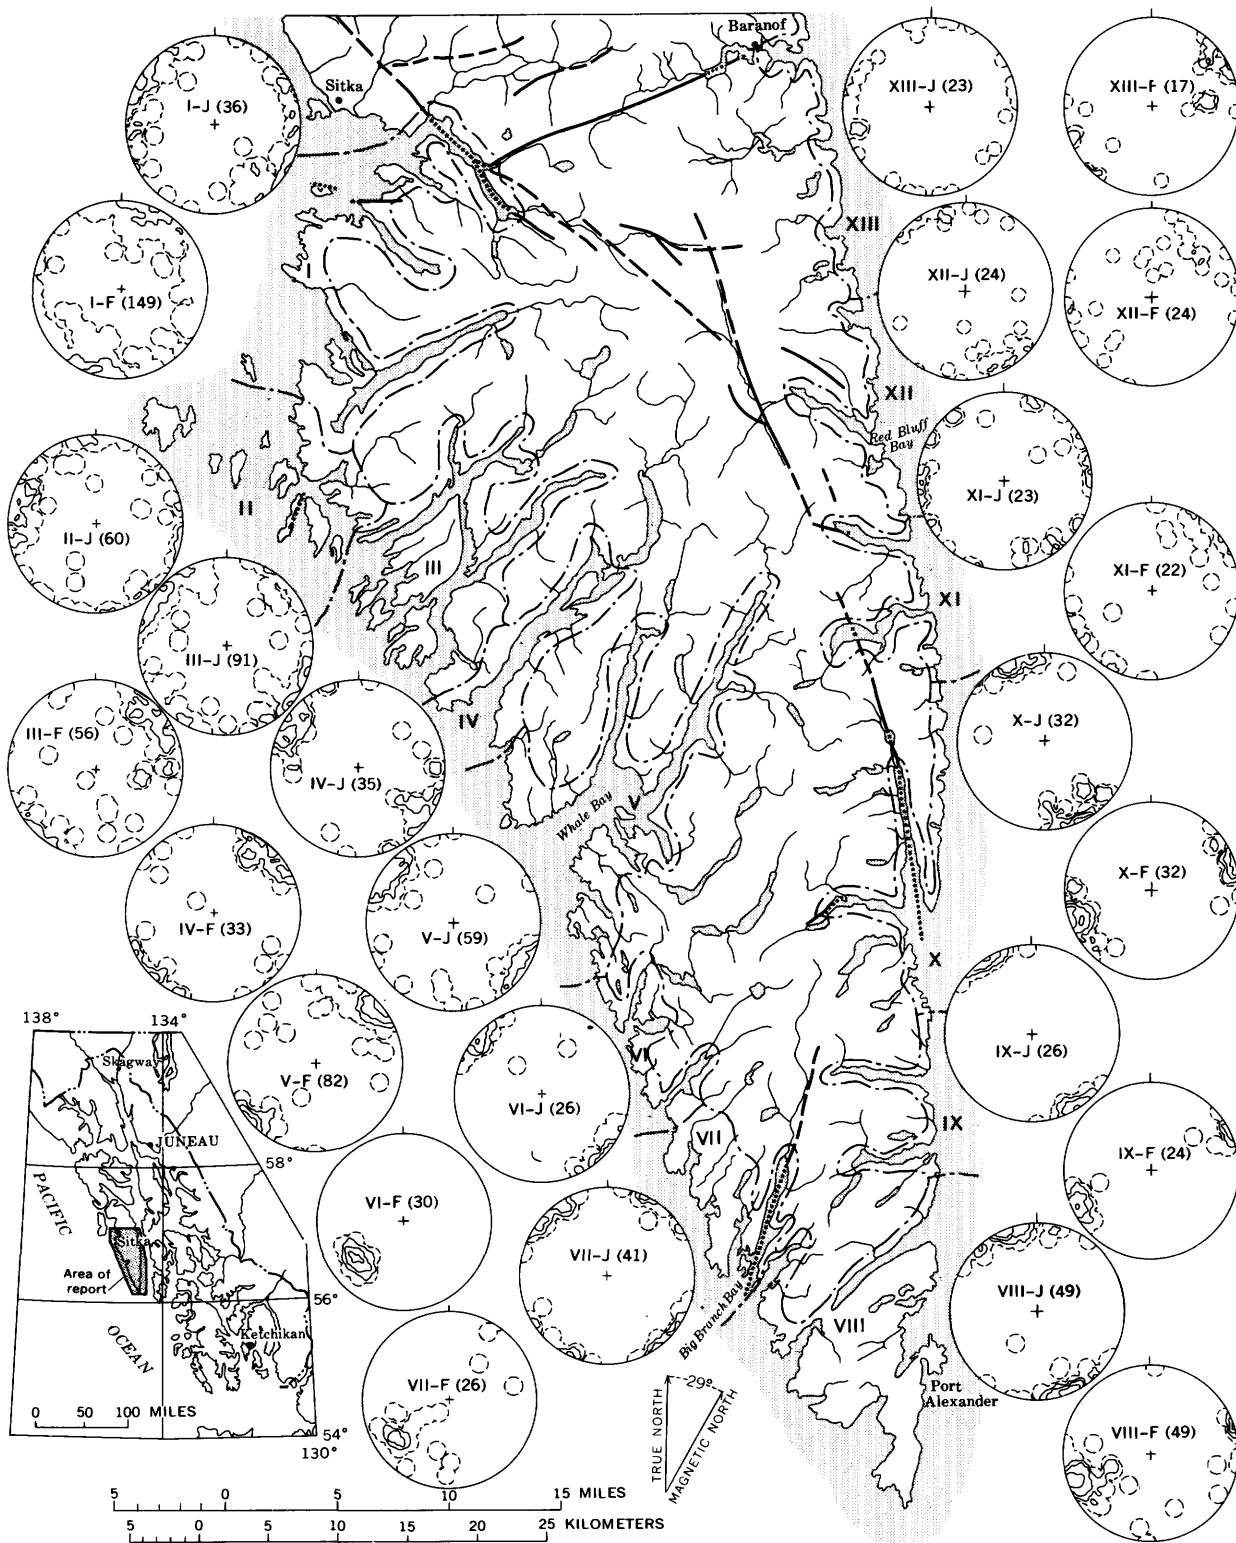 Baranof
Sitka
I-J (36)
XIII-J (23)
XIII-F (17)
I-F (149)
XIII
XII-J (24)
XII-F (24)
I
XII
Red Bluff
Bay
II-J (60)
II
XI-J (23)
III
XI-F (22)
XI
III-J (91)
III-F (56)
IV
X-J (32)
IV-J (35)
Whale Bay
V
X-F (32)
IV-F (33)
V-J (59)
X
138°
134°
Skagway
V-F (82)
VI
IX-J (26)
VI-J (26)
JUNEAU
VII
IX
58°
IX-F (24)
PACIFIC
VI-F (30)
Sitka
VII-J (41)
Area of
report
56°
VIII-J (49)
Big Branch Bay
VIII
OCEAN
Ketchikan
VII-F (26)
29°
TRUE NORTH
MAGNETIC NORTH
Port
Alexander
0 50 100 MILES
54°
130°
VIII-F (49)
5 0 5 10 15 MILES
5 0 5 10 15 20 25 KILOMETERS